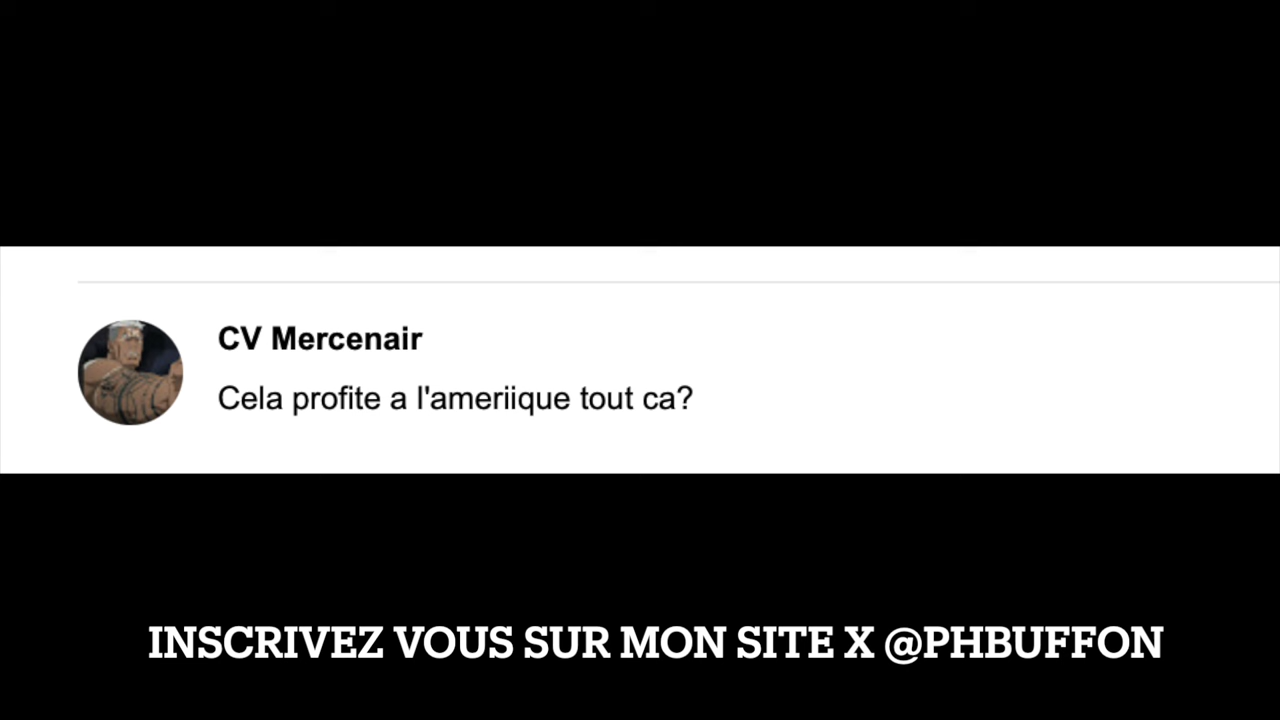 CV Mercenair
Cela profite a l'ameriique tout ca?
INSCRIVEZ VOUS SUR MON SITE X @PHBUFFON